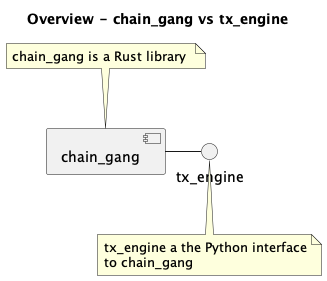 Overview - chain_gang vs tx_engine
chain_gang is a Rust library
chain_gang
tx_engine
tx_engine a the Python interface
to chain_gang